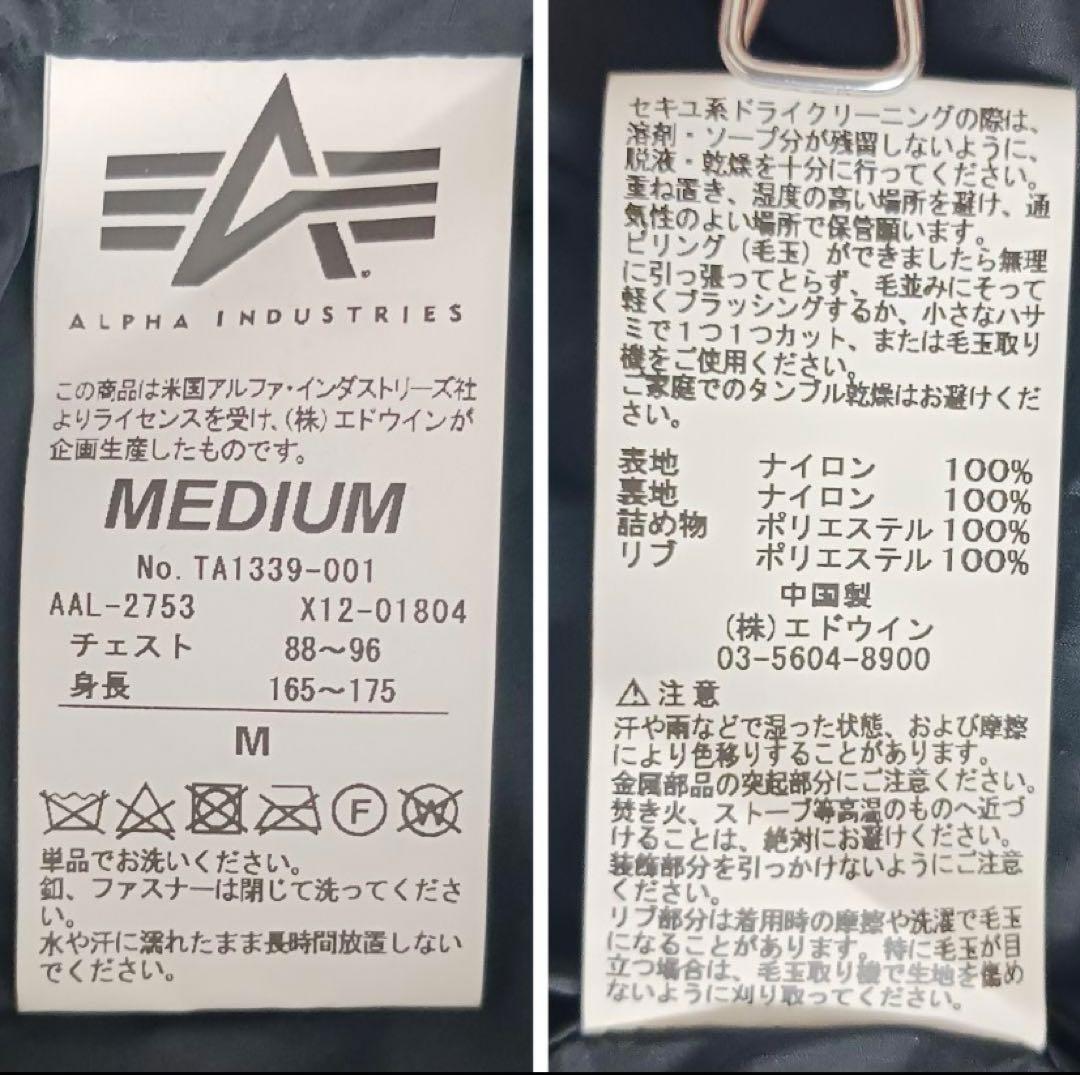 ALPHA INDUSTRIES
この商品は米国アルファ・インダストリーズ社
よりライセンスを受け、(株)エドウインが
企画生産したものです。
MEDIUM
No. TA1339-001
AAL-2753 X12-01804
チェスト 88～96
身長 165～175
M
F
W
単品でお洗いください。
釦、ファスナーは閉じて洗ってくださ
い。
水や汗に濡れたまま長時間放置しない
でください。
セキユ系ドライクリーニングの際は、
溶剤・ソープ分が残留しないように、
脱液・乾燥を十分に行ってください。
重ね置き、湿度の高い場所を避け、通
気性のよい場所で保管願います。
ピリング（毛玉）ができましたら無理
に引っ張ってとらず、毛並みにそって
軽くブラッシングするか、小さなハサ
ミで1つ1つカット、または毛玉取り
機をご使用ください。
ご家庭でのタンブル乾燥はお避けくだ
さい。
表地 ナイロン 100%
裏地 ナイロン 100%
詰め物 ポリエステル 100%
リブ ポリエステル 100%
中国製
(株)エドウイン
03-5604-8900
⚠注意
汗や雨などで湿った状態、および摩擦
により色移りすることがあります。
金属部品の突起部分にご注意ください。
焚き火、ストーブ等高温のものへ近づ
けることは、絶対にお避けください。
装飾部分を引っかけないようにご注意
ください。
リブ部分は着用時の摩擦や洗濯で毛玉
になることがあります。特に毛玉が目
立つ場合は、毛玉取り機で生地を傷め
ないように刈り取ってください。